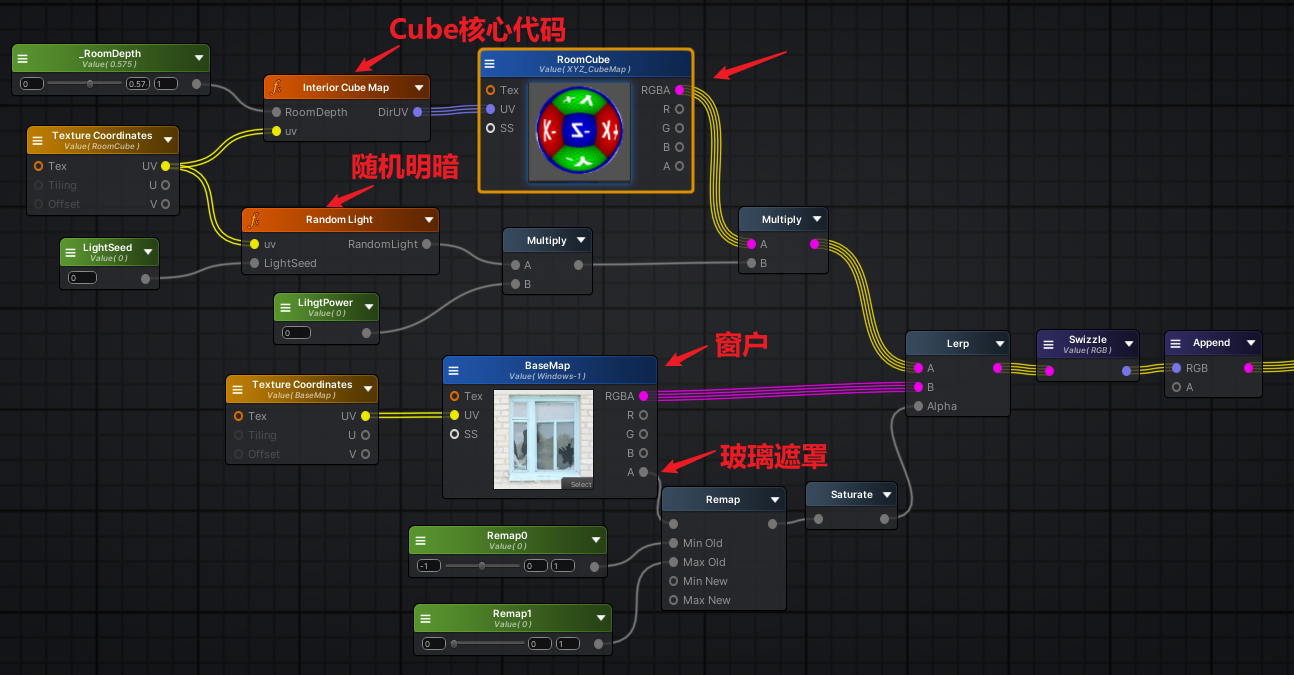 Cube核心代码
_RoomDepth
Value( 0.575 )
0
0.57
1
Interior Cube Map
RoomDepth
DirUV
uv
RoomCube
Value( XYZ_CubeMap )
Tex
RGBA
UV
R
SS
G
B
A
Texture Coordinates
Value( RoomCube )
Tex
UV
Tiling
U
Offset
V
随机明暗
Random Light
uv
RandomLight
LightSeed
LightSeed
Value( 0 )
0
Multiply
A
B
Multiply
A
B
LihgtPower
Value( 0 )
0
窗户
BaseMap
Value( Windows-1 )
Tex
RGBA
UV
R
SS
G
B
A
Select
Texture Coordinates
Value( BaseMap )
Tex
UV
Tiling
U
Offset
V
Lerp
A
B
Alpha
Swizzle
Value( RGB )
Append
RGB
A
玻璃遮罩
Remap
Min Old
Max Old
Min New
Max New
Saturate
Remap0
Value( 0 )
-1
0
1
Remap1
Value( 0 )
0
0
1